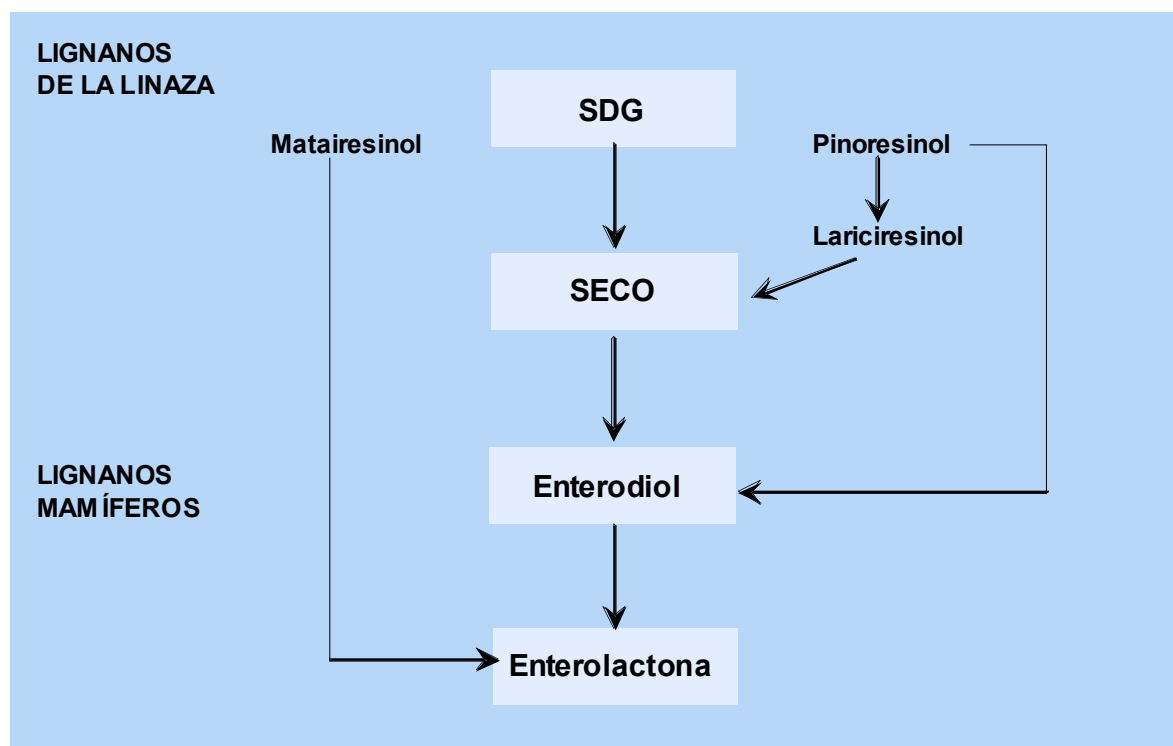 LIGNANOS
DE LA LINAZA
SDG
Matairesinol
Pinoresinol
Lariciresinol
SECO
LIGNANOS
MAMÍFEROS
Enterodiol
Enterolactona